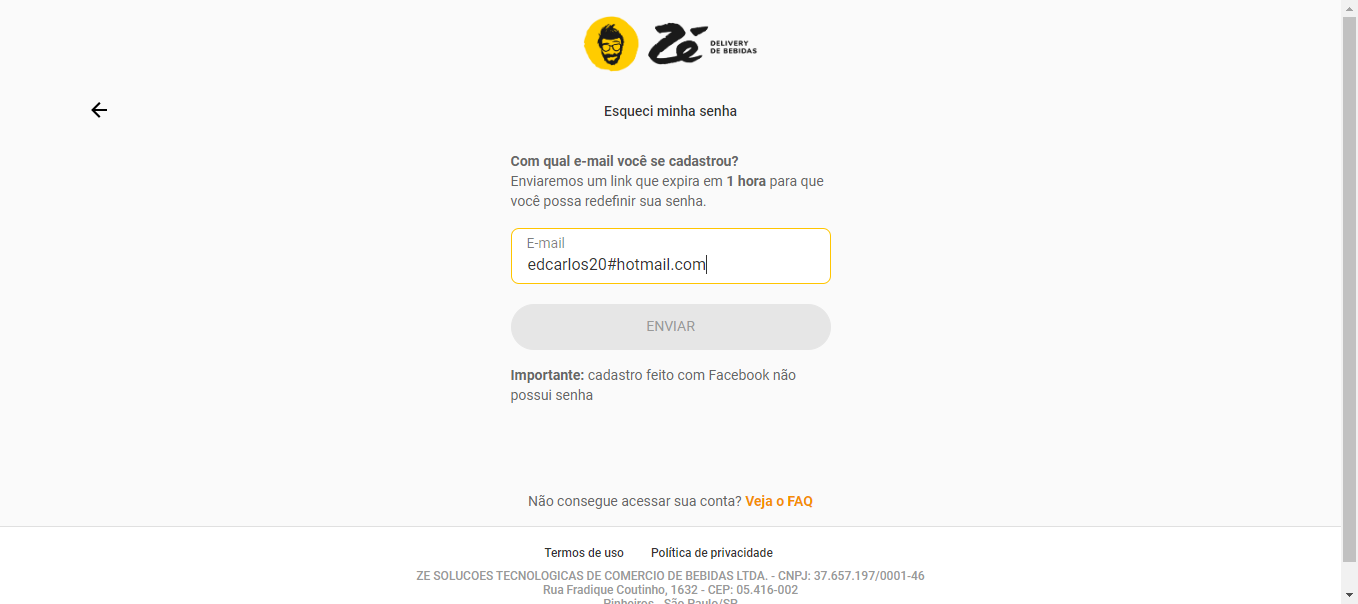 Zé DELIVERY
DE BEBIDAS
Esqueci minha senha
Com qual e-mail você se cadastrou?
Enviaremos um link que expira em 1 hora para que
você possa redefinir sua senha.
E-mail
edcarlos20#hotmail.com
ENVIAR
Importante: cadastro feito com Facebook não
possui senha
Não consegue acessar sua conta? Veja o FAQ
Termos de uso Política de privacidade
ZE SOLUCOES TECNOLOGICAS DE COMERCIO DE BEBIDAS LTDA. - CNPJ: 37.657.197/0001-46
Rua Fradique Coutinho, 1632 - CEP: 05.416-002
Pinheiros - São Paulo/SP